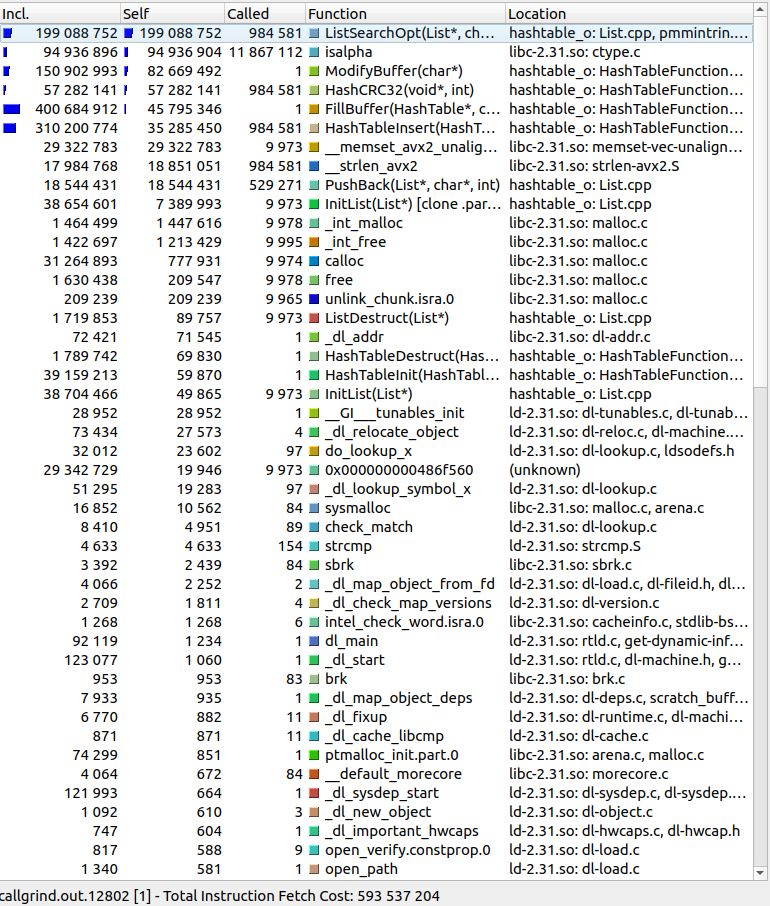 Incl. Self Called Function Location
199 088 752 199 088 752 984 581 ListSearchOpt(List*, ch... hashtable_o: List.cpp, pmmintrin....
94 936 896 94 936 904 11 867 112 isalpha libc-2.31.so: ctype.c
150 902 993 82 669 492 1 ModifyBuffer(char*) hashtable_o: HashTableFunction...
57 282 141 57 282 141 984 581 HashCRC32(void*, int) hashtable_o: HashTableFunction...
400 684 912 45 795 346 1 FillBuffer(HashTable*, c... hashtable_o: HashTableFunction...
310 200 774 35 285 450 984 581 HashTableInsert(HashT... hashtable_o: HashTableFunction...
29 322 783 29 322 783 9 973 __memset_avx2_unalig... libc-2.31.so: memset-vec-unalign...
17 984 768 18 851 051 984 581 __strlen_avx2 libc-2.31.so: strlen-avx2.S
18 544 431 18 544 431 529 271 PushBack(List*, char*, int) hashtable_o: List.cpp
38 654 601 7 389 993 9 973 InitList(List*) [clone .par... hashtable_o: List.cpp
1 464 499 1 447 616 9 978 _int_malloc libc-2.31.so: malloc.c
1 422 697 1 213 429 9 995 _int_free libc-2.31.so: malloc.c
31 264 893 777 931 9 974 calloc libc-2.31.so: malloc.c
1 630 438 209 547 9 978 free libc-2.31.so: malloc.c
209 239 209 239 9 965 unlink_chunk.isra.0 libc-2.31.so: malloc.c
1 719 853 89 757 9 973 ListDestruct(List*) hashtable_o: List.cpp
72 421 71 545 1 _dl_addr libc-2.31.so: dl-addr.c
1 789 742 69 830 1 HashTableDestruct(Has... hashtable_o: HashTableFunction...
39 159 213 59 870 1 HashTableInit(HashTabl... hashtable_o: HashTableFunction...
38 704 466 49 865 9 973 InitList(List*) hashtable_o: List.cpp
28 952 28 952 1 __GI___tunables_init ld-2.31.so: dl-tunables.c, dl-tunab...
73 434 27 573 4 _dl_relocate_object ld-2.31.so: dl-reloc.c, dl-machine....
32 012 23 602 97 do_lookup_x ld-2.31.so: dl-lookup.c, ldsodefs.h
29 342 729 19 946 9 973 0x000000000486f560 (unknown)
51 295 19 283 97 _dl_lookup_symbol_x ld-2.31.so: dl-lookup.c
16 852 10 562 84 sysmalloc libc-2.31.so: malloc.c, arena.c
8 410 4 951 89 check_match ld-2.31.so: dl-lookup.c
4 633 4 633 154 strcmp ld-2.31.so: strcmp.S
3 392 2 439 84 sbrk libc-2.31.so: sbrk.c
4 066 2 252 2 _dl_map_object_from_fd ld-2.31.so: dl-load.c, dl-fileid.h, dl...
2 709 1 811 4 _dl_check_map_versions ld-2.31.so: dl-version.c
1 268 1 268 6 intel_check_word.isra.0 libc-2.31.so: cacheinfo.c, stdlib-bs...
92 119 1 234 1 dl_main ld-2.31.so: rtld.c, get-dynamic-inf...
123 077 1 060 1 _dl_start ld-2.31.so: rtld.c, dl-machine.h, g...
953 953 83 brk libc-2.31.so: brk.c
7 933 935 1 _dl_map_object_deps ld-2.31.so: dl-deps.c, scratch_buff...
6 770 882 11 _dl_fixup ld-2.31.so: dl-runtime.c, dl-machi...
871 871 11 _dl_cache_libcmp ld-2.31.so: dl-cache.c
74 299 851 1 ptmalloc_init.part.0 libc-2.31.so: arena.c, malloc.c
4 064 672 84 __default_morecore libc-2.31.so: morecore.c
121 993 664 1 _dl_sysdep_start ld-2.31.so: dl-sysdep.c, dl-sysdep....
1 092 610 3 _dl_new_object ld-2.31.so: dl-object.c
747 604 1 _dl_important_hwcaps ld-2.31.so: dl-hwcaps.c, dl-hwcap.h
817 588 9 open_verify.constprop.0 ld-2.31.so: dl-load.c
1 340 581 1 open_path ld-2.31.so: dl-load.c
callgrind.out.12802 [1] - Total Instruction Fetch Cost: 593 537 204